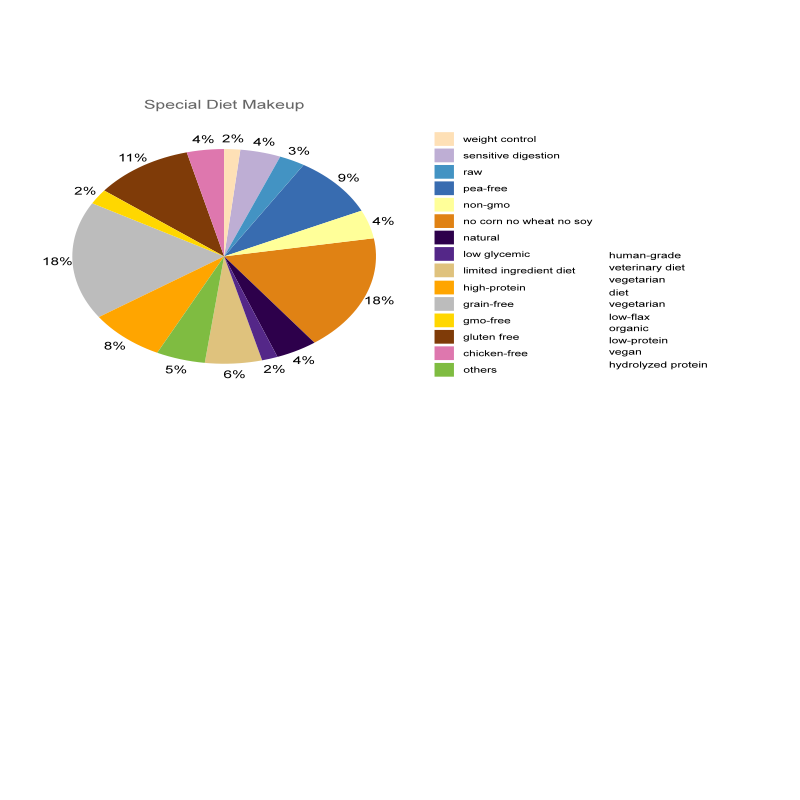 Special Diet Makeup
4%
2%
4%
3%
11%
9%
2%
4%
18%
18%
8%
4%
5%
6%
2%
weight control
sensitive digestion
raw
pea-free
non-gmo
no corn no wheat no soy
natural
low glycemic
limited ingredient diet
high-protein
grain-free
gmo-free
gluten free
chicken-free
others
human-grade
veterinary diet
vegetarian
diet
vegetarian
low-flax
organic
low-protein
vegan
hydrolyzed protein